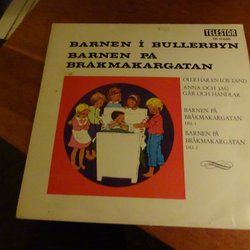 TELESTAR
BARNEN I BULLERBYN
BARNEN PÅ
BRÅKMAKARGATAN
OLLE HAR EN LÖS TAND
ANNA OCH JAG
GÅR OCH HANDLAR
BARNEN PÅ
BRÅKMAKARGATAN
DEL 1
BARNEN PÅ
BRÅKMAKARGATAN
DEL 2